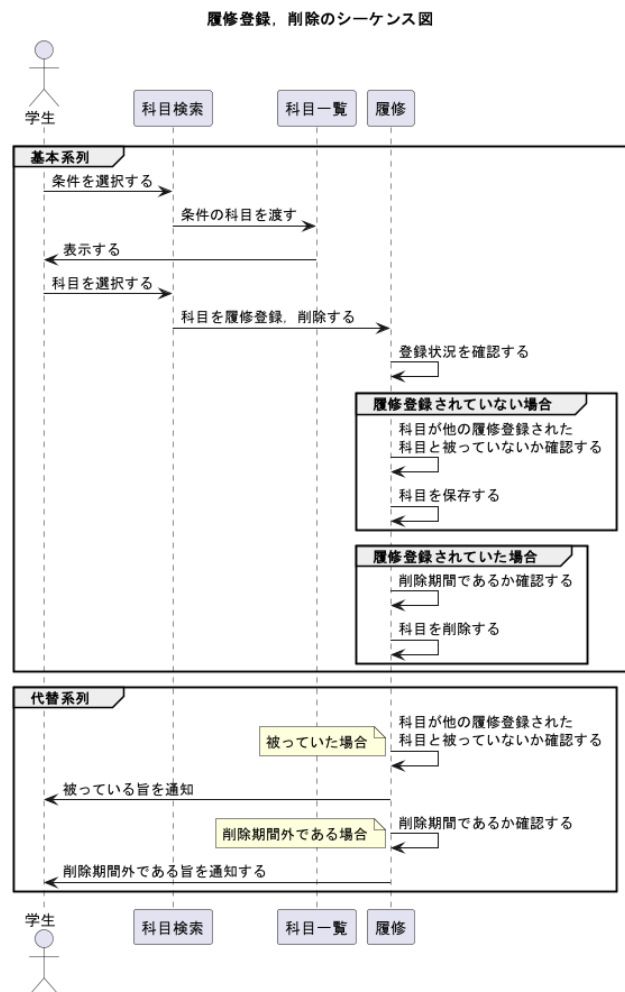 履修登録，削除のシーケンス図
学生
科目検索
科目一覧
履修
基本系列
条件を選択する
条件の科目を渡す
表示する
科目を選択する
科目を履修登録，削除する
登録状況を確認する
履修登録されていない場合
科目が他の履修登録された
科目と被っていないか確認する
科目を保存する
履修登録されていた場合
削除期間であるか確認する
科目を削除する
代替系列
科目が他の履修登録された
科目と被っていないか確認する
被っていた場合
被っている旨を通知
削除期間であるか確認する
削除期間外である場合
削除期間外である旨を通知する
学生
科目検索
科目一覧
履修